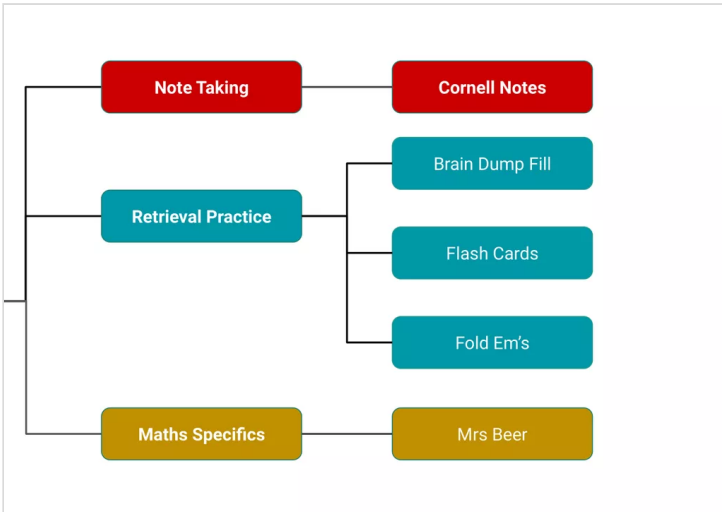 Note Taking
Cornell Notes
Brain Dump Fill
Retrieval Practice
Flash Cards
Fold Em’s
Maths Specifics
Mrs Beer